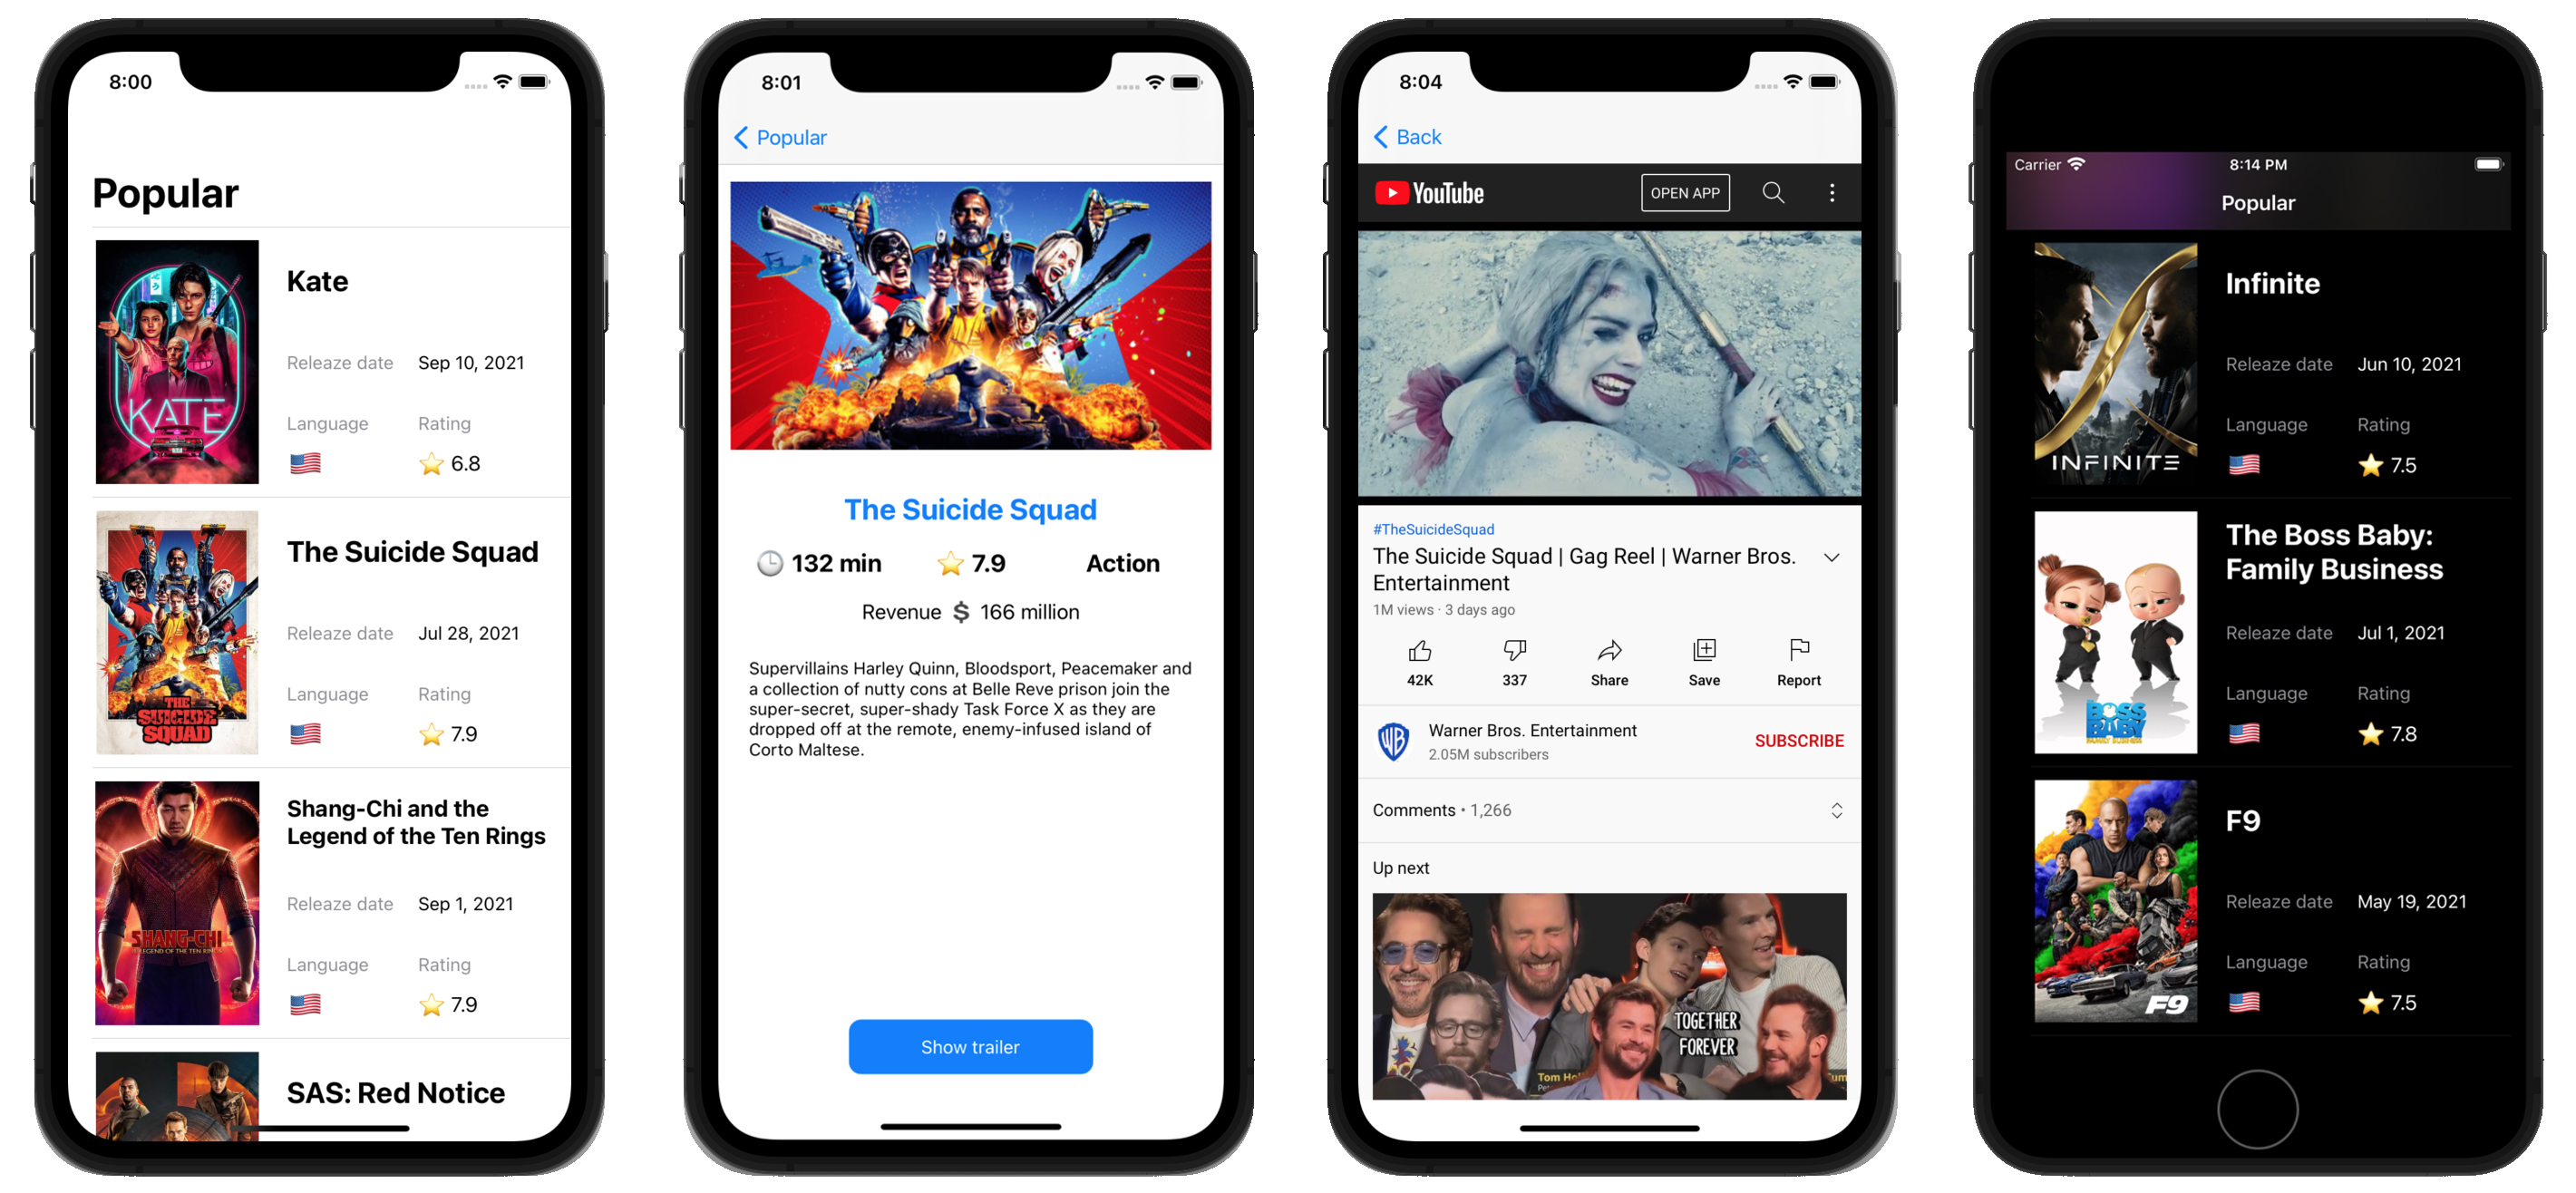 8:00
Popular
KATE
Kate
Releaze date Sep 10, 2021
Language Rating
6.8
THE
SUICIDE
SQUAD
The Suicide Squad
Releaze date Jul 28, 2021
Language Rating
7.9
SHANG-CHI
LEGEND OF THE TEN RINGS
Shang-Chi and the
Legend of the Ten Rings
Releaze date Sep 1, 2021
Language Rating
7.9
SAS: Red Notice
8:01
Popular
The Suicide Squad
132 min 7.9 Action
Revenue $ 166 million
Supervillains Harley Quinn, Bloodsport, Peacemaker and
a collection of nutty cons at Belle Reve prison join the
super-secret, super-shady Task Force X as they are
dropped off at the remote, enemy-infused island of
Corto Maltese.
Show trailer
8:04
Back
YouTube OPEN APP
#TheSuicideSquad
The Suicide Squad | Gag Reel | Warner Bros.
Entertainment
1M views · 3 days ago
42K 337 Share Save Report
WB
Warner Bros. Entertainment
2.05M subscribers
SUBSCRIBE
Comments • 1,266
Up next
TOGETHER
FOREVER
Tom Ho
Carrier 8:14 PM
Popular
INFINITE
Infinite
Releaze date Jun 10, 2021
Language Rating
7.5
BOSS
BABY
FAMILY BUSINESS
The Boss Baby:
Family Business
Releaze date Jul 1, 2021
Language Rating
7.8
F9
F9
Releaze date May 19, 2021
Language Rating
7.5